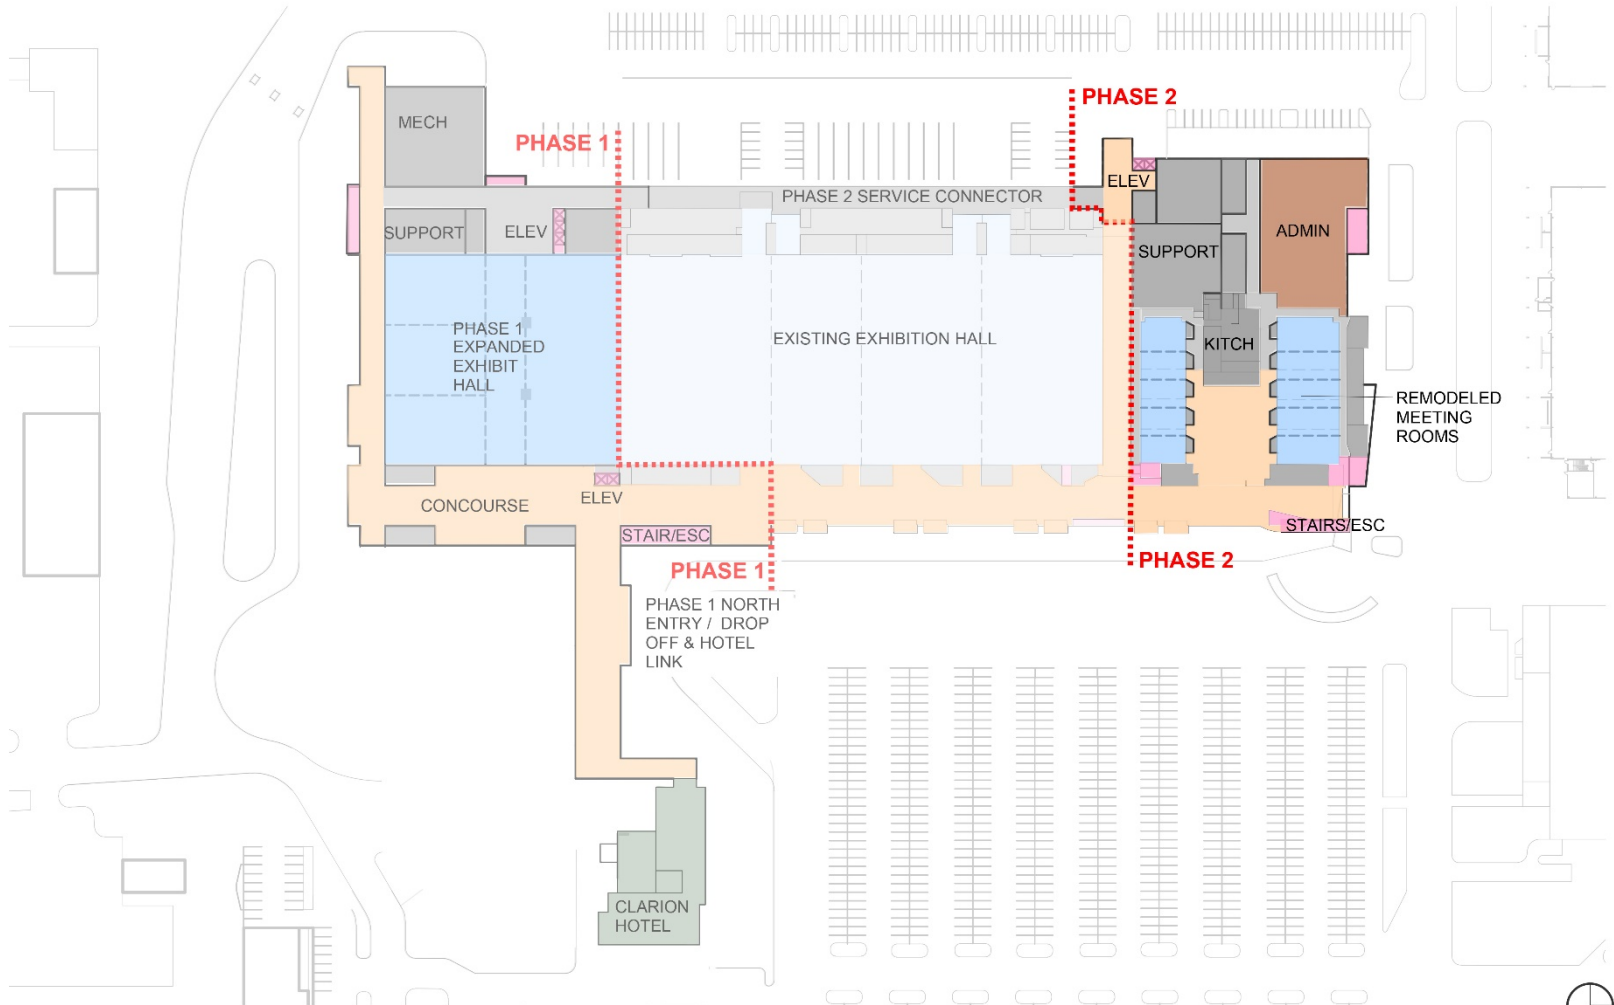 PHASE 2
MECH
PHASE 1
ELEV
PHASE 2 SERVICE CONNECTOR
SUPPORT
ELEV
ADMIN
SUPPORT
PHASE 1
EXPANDED
EXHIBIT
HALL
EXISTING EXHIBITION HALL
KITCH
REMODELED
MEETING
ROOMS
CONCOURSE
ELEV
STAIR/ESC
STAIRS/ESC
PHASE 1
PHASE 2
PHASE 1 NORTH
ENTRY / DROP
OFF & HOTEL
LINK
CLARION
HOTEL